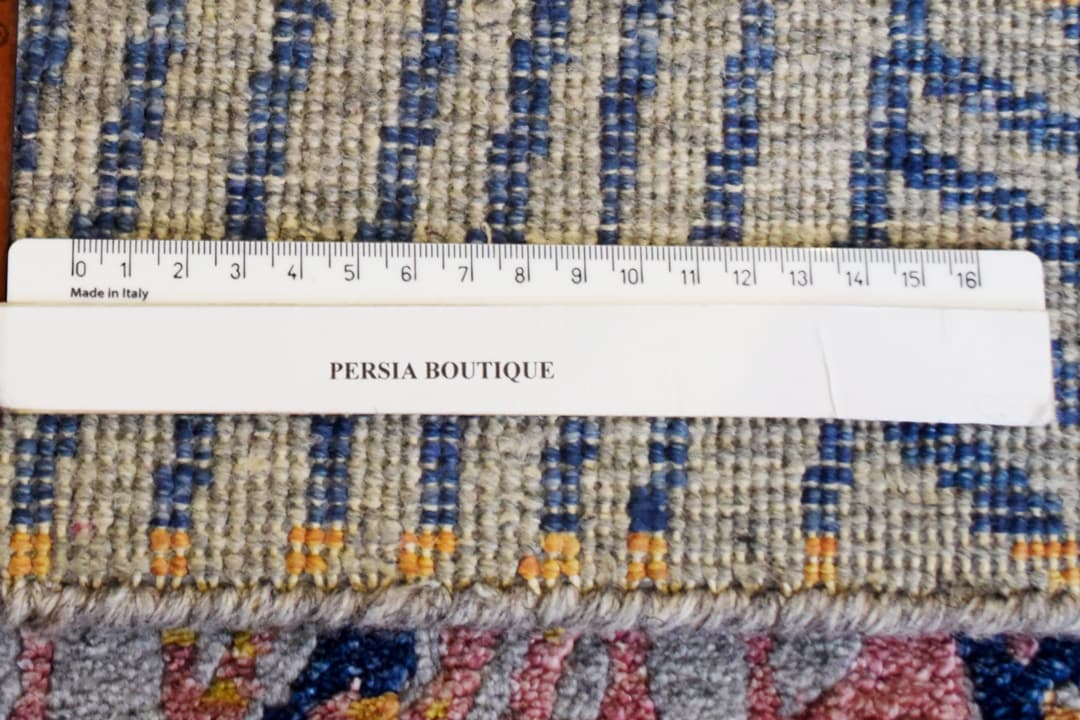 0 1 2 3 4 5 6 7 8 9 10 11 12 13 14 15 16
Made in Italy
PERSIA BOUTIQUE